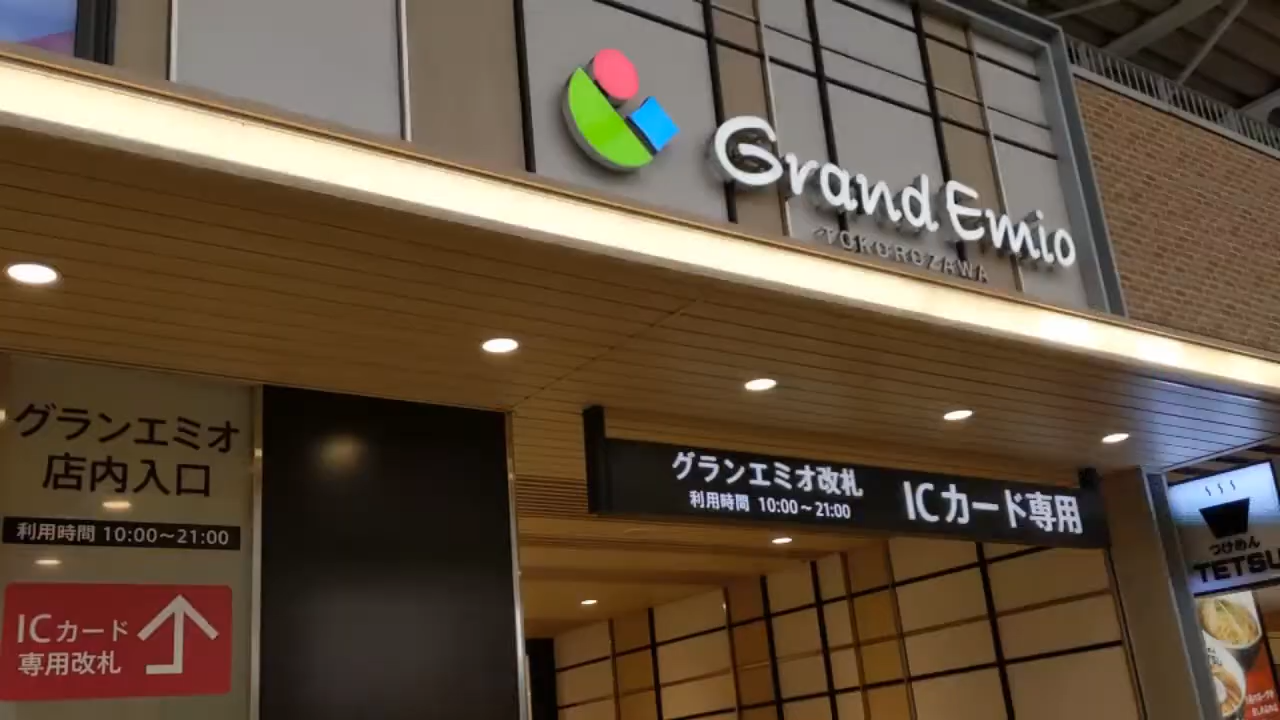 Grand Emio
TOKOROZAWA
グランエミオ
店内入口
利用時間 10:00～21:00
ICカード
専用改札
グランエミオ改札
利用時間 10:00～21:00
ICカード専用
つけめん
TETSU